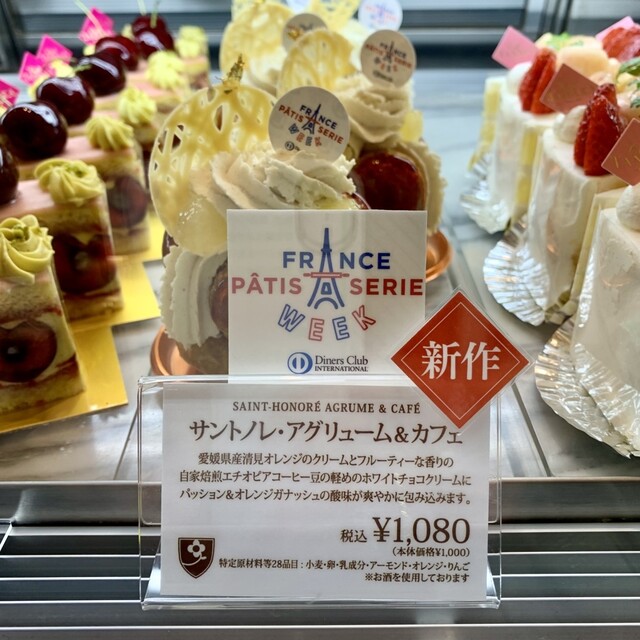 FRANCE
PÂTISSERIE
WEEK
FRANCE
PÂTISSERIE
WEEK
FRANCE
PÂTISSERIE
WEEK
Diners Club
INTERNATIONAL
新作
SAINT-HONORÉ AGRUME & CAFÉ
サントノレ・アグリューム&カフェ
愛媛県産清見オレンジのクリームとフルーティーな香りの
自家焙煎エチオピアコーヒー豆の軽めのホワイトチョコクリームに
パッション&オレンジガナッシュの酸味が爽やかに包み込みます。
税込 ¥1,080
(本体価格¥1,000)
特定原材料等28品目:小麦・卵・乳成分・アーモンド・オレンジ・りんご
※お酒を使用しております